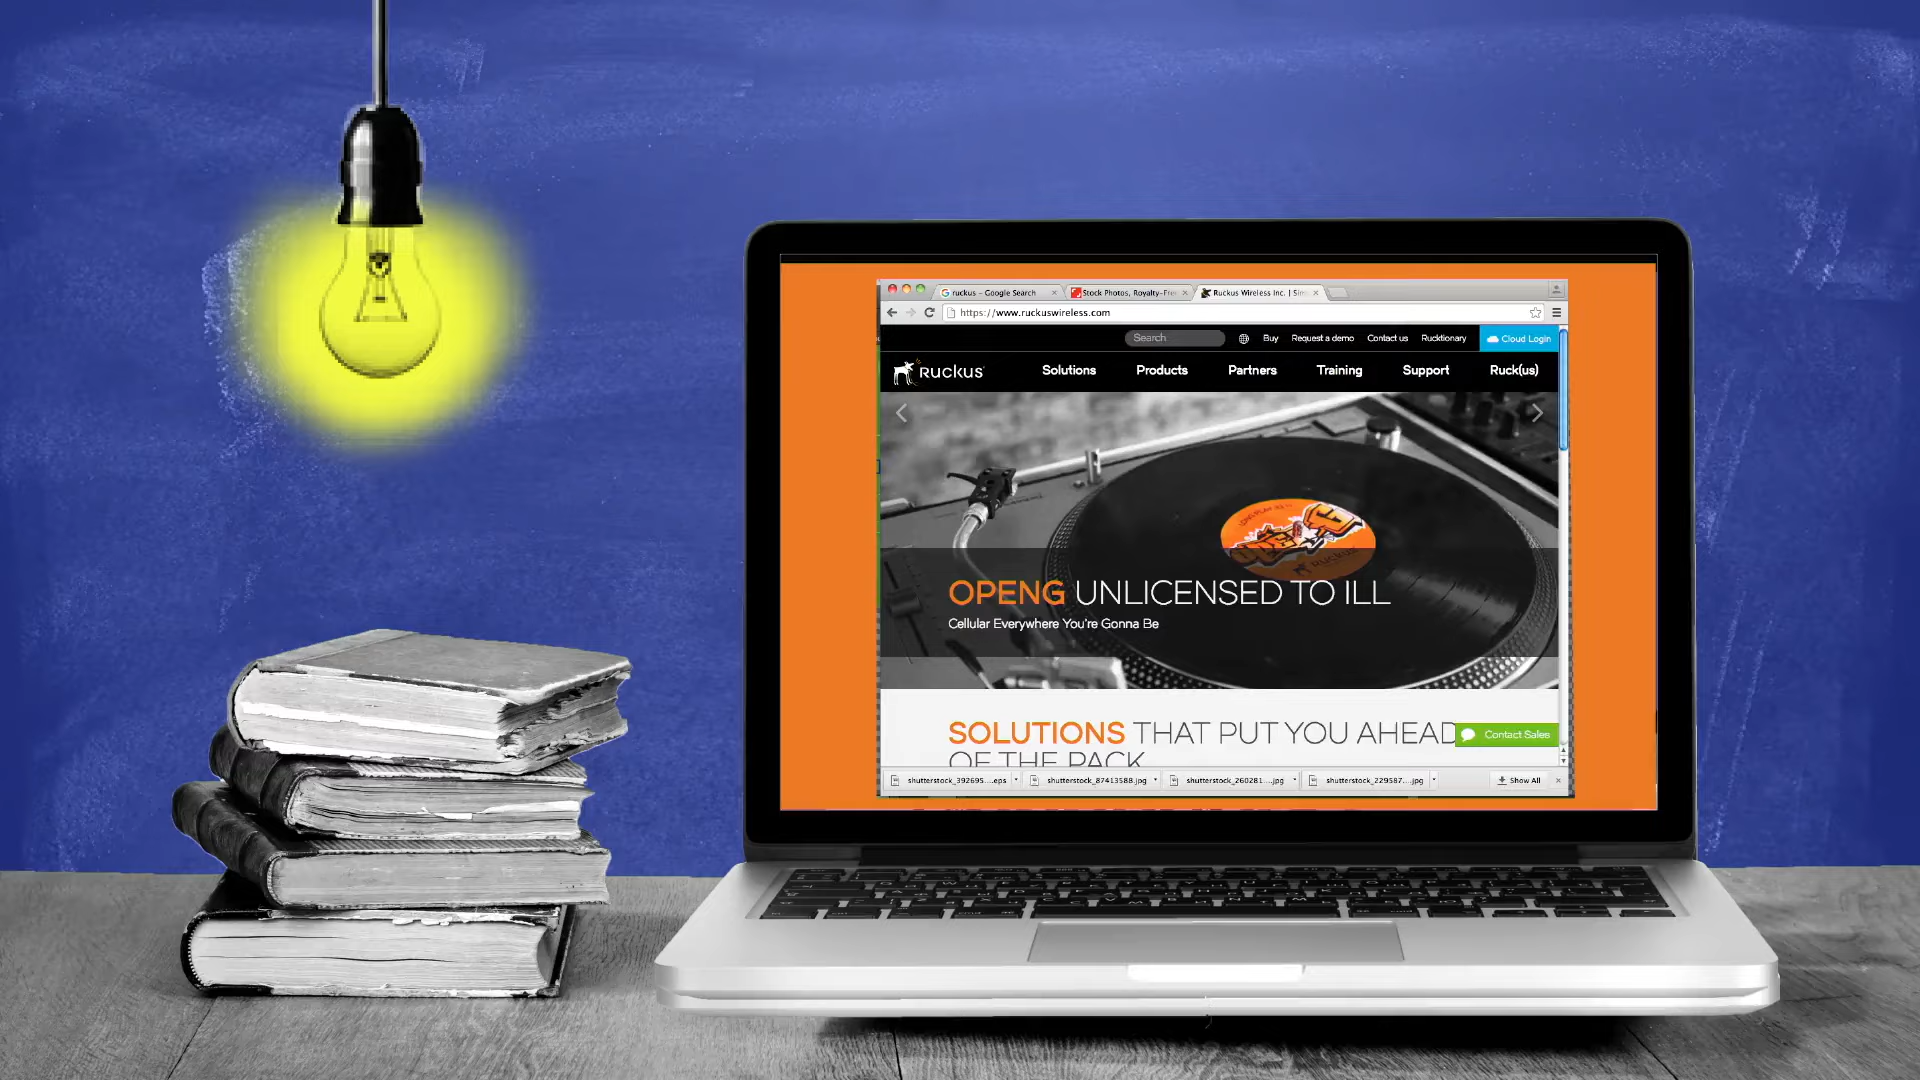 ruckus - Google Search
Stock Photos, Royalty-Fre
Ruckus Wireless Inc. | Sim
https://www.ruckuswireless.com
Search
Buy
Request a demo
Contact us
Rucktionary
Cloud Login
Ruckus
Solutions
Products
Partners
Training
Support
Ruck(us)
Ruckus
OPENG UNLICENSED TO ILL
Cellular Everywhere You're Gonna Be
SOLUTIONS THAT PUT YOU AHEAD
OF THE PACK
Contact Sales
shutterstock_392695....eps
shutterstock_87413588.jpg
shutterstock_260281....jpg
shutterstock_229587....jpg
Show All